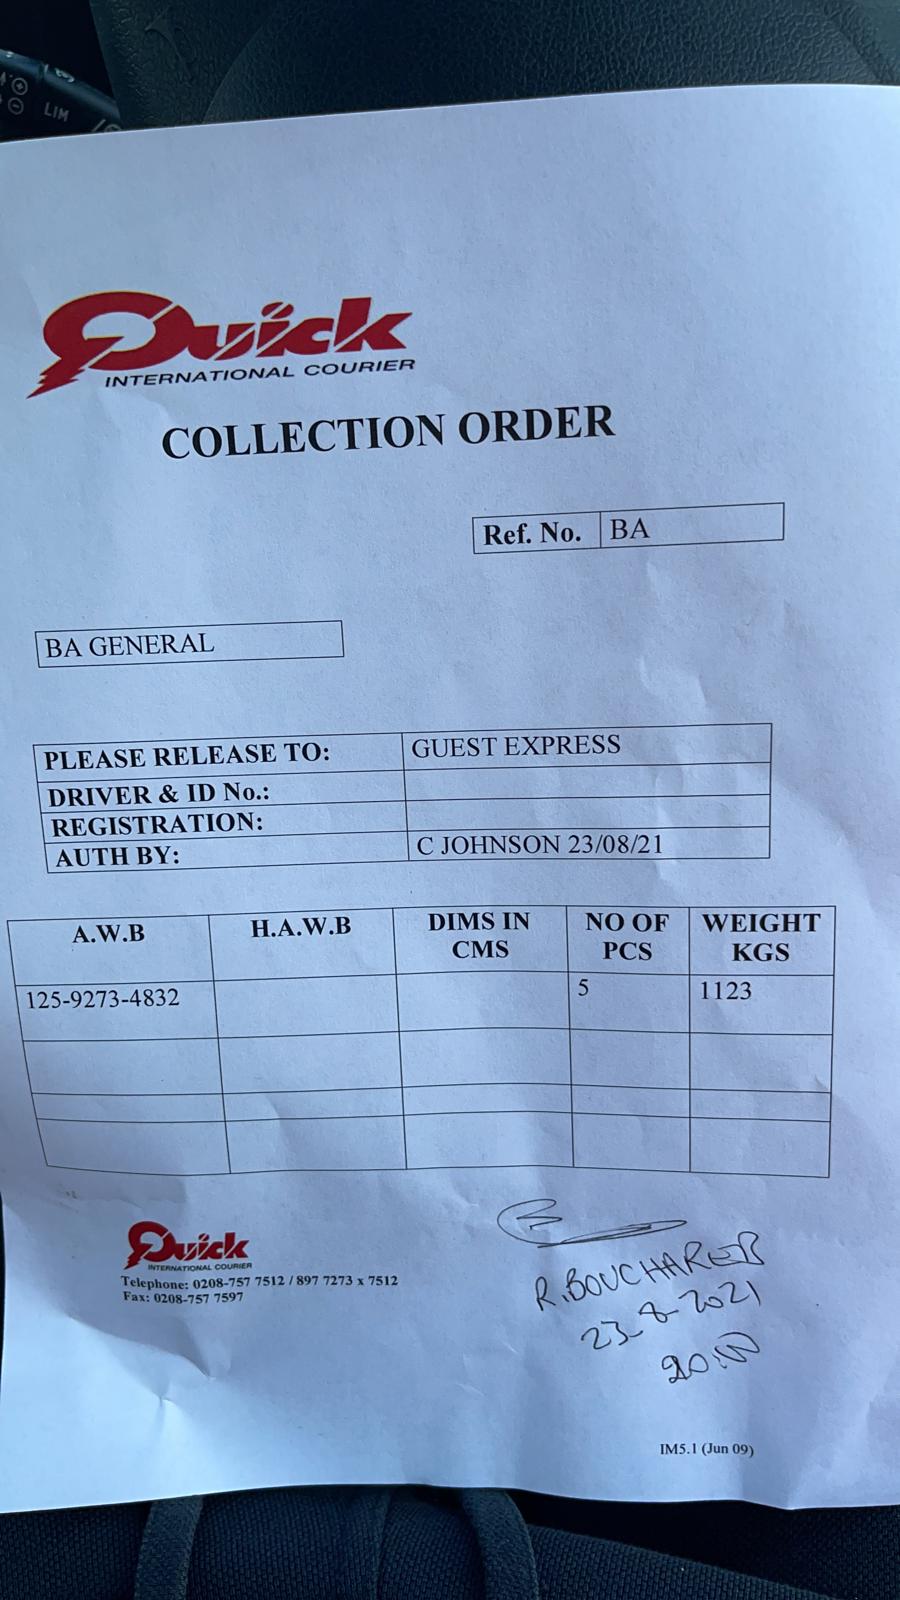 LIM
Quick
INTERNATIONAL COURIER
COLLECTION ORDER
Ref. No. BA
BA GENERAL
PLEASE RELEASE TO: GUEST EXPRESS
DRIVER & ID No.:
REGISTRATION:
AUTH BY: C JOHNSON 23/08/21
A.W.B H.A.W.B DIMS IN CMS NO OF PCS WEIGHT KGS
125-9273-4832 5 1123
Quick
INTERNATIONAL COURIER
Telephone: 0208-757 7512 / 897 7273 x 7512
Fax: 0208-757 7597
R.BOUCHAREB
23-8-2021
20:00
IM5.1 (Jun 09)